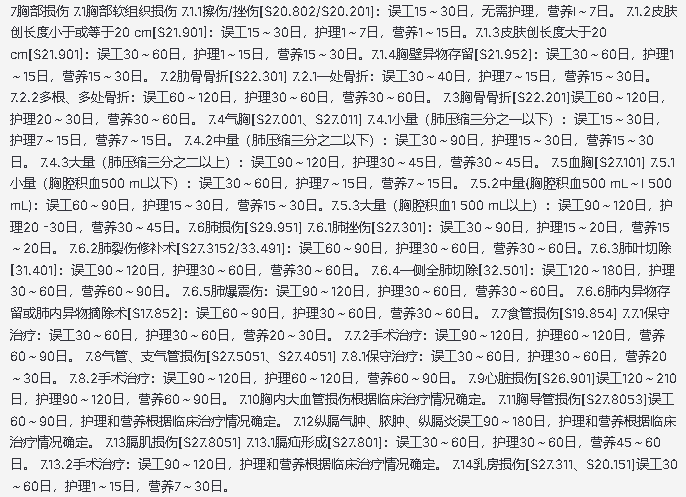 7胸部损伤 7.1胸部软组织损伤 7.1.1擦伤/挫伤[S20.802/S20.201]：误工15～30日，无需护理，营养l～7日。 7.1.2皮肤
创长度小于或等于20 cm[S21.901]：误工15～30日，护理1～7日，营养1～15日。 7.1.3皮肤创长度大于20
cm[S21.901]：误工30～60日，护理1～15日，营养15～30日。 7.1.4胸壁异物存留[S21.952]：误工30～60日，护理1
～15日，营养15～30日。 7.2肋骨骨折[S22.301] 7.2.1一处骨折：误工30～40日，护理7～15日，营养15～30日。
7.2.2多根、多处骨折：误工60～120日，护理30～60日，营养30～60日。 7.3胸骨骨折[S22.201]误工60～120日，
护理20～30日，营养30～60日。 7.4气胸[S27.001、S27.011] 7.4.1小量（肺压缩三分之一以下）：误工15～30日，
护理7～15日，营养7～15日。 7.4.2中量（肺压缩三分之二以下）：误工30～90日，护理15～30日，营养15～30
日。 7.4.3大量（肺压缩三分之二以上）：误工90～120日，护理30～45日，营养30～45日。 7.5血胸[S27.101] 7.5.1
小量（胸腔积血500 mL以下）：误工30～60日，护理7～15日，营养7～15日。 7.5.2中量(胸腔积血500 mL～l 500
mL)：误工60～90日，护理15～30日，营养15～30日。7.5.3大量（胸腔积血1 500 mL以上）：误工90～120日，护
理20 -30日，营养30～45日。7.6肺损伤[S29.951] 7.6.1肺挫伤[S27.301]：误工30～90日，护理15～20日，营养15
～20日。 7.6.2肺裂伤修补术[S27.3152/33.491]：误工60～90日，护理30～60日，营养30～60日。7.6.3肺叶切除
[31.401]：误工90～120日，护理30～60日，营养30～60日。 7.6.4一侧全肺切除[32.501]：误工120～180日，护理
30～60日，营养60～90日。 7.6.5肺爆震伤：误工90～120日，护理30～60日，营养30～60日。 7.6.6肺内异物存
留或肺内异物摘除术[S17.852]：误工60～90日，护理30～60日，营养30～60日。 7.7食管损伤[S19.854] 7.7.1保守
治疗：误工30～60日，护理30～60日，营养20～30日。 7.7.2手术治疗：误工90～120日，护理60～120日，营养
60～90日。 7.8气管、支气管损伤[S27.5051、S27.4051] 7.8.1保守治疗：误工30～60日，护理30～60日，营养20
～30日。 7.8.2手术治疗：误工90～120日，护理60～120日，营养60～90日。 7.9心脏损伤[S26.901]误工120～210
日，护理90～120日，营养60～90日。 7.10胸内大血管损伤根据临床治疗情况确定。 7.11胸导管损伤[S27.8053]误工
60～90日，护理和营养根据临床治疗情况确定。 7.12纵膈气肿、脓肿、纵膈炎误工90～180日，护理和营养根据临床
治疗情况确定。 7.13膈肌损伤[S27.8051] 7.13.1膈疝形成[S27.801]：误工30～60日，护理30～60日，营养45～60
日。 7.13.2手术治疗：误工90～120日，护理和营养根据临床治疗情况确定。 7.14乳房损伤[S27.311、S20.151]误工30
～60日，护理1～15日，营养7～30日。